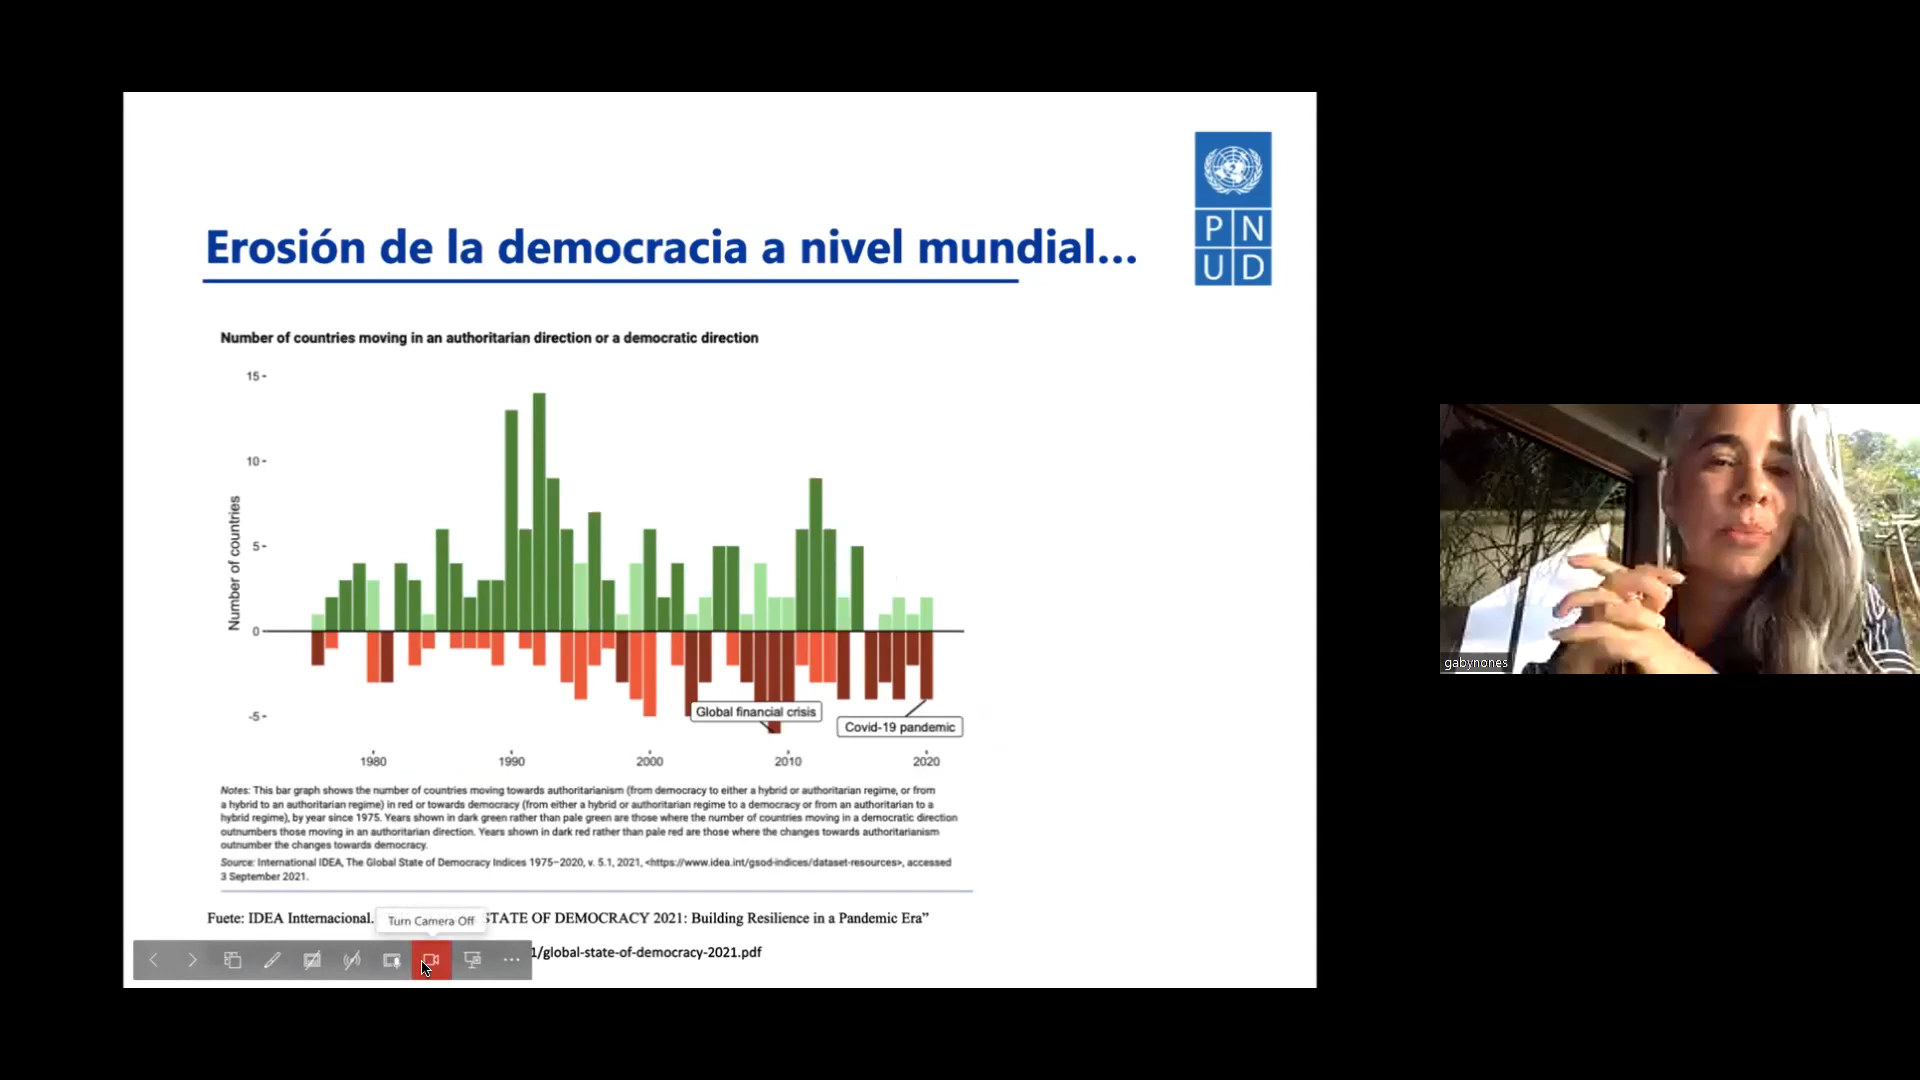 P N
U D
Erosión de la democracia a nivel mundial...
Number of countries moving in an authoritarian direction or a democratic direction
15
10
5
0
-5
Number of countries
Global financial crisis
Covid-19 pandemic
1980 1990 2000 2010 2020
Notes: This bar graph shows the number of countries moving towards authoritarianism (from democracy to either a hybrid or authoritarian regime, or from
a hybrid to an authoritarian regime) in red or towards democracy (from either a hybrid or authoritarian regime to a democracy or from an authoritarian to a
hybrid regime), by year since 1975. Years shown in dark green rather than pale green are those where the number of countries moving in a democratic direction
outnumbers those moving in an authoritarian direction. Years shown in dark red rather than pale red are those where the changes towards authoritarianism
outnumber the changes towards democracy.
Source: International IDEA, The Global State of Democracy Indices 1975–2020, v. 5.1, 2021, <https://www.idea.int/gsod-indices/dataset-resources>, accessed
3 September 2021.
Fuete: IDEA Intternacional. STATE OF DEMOCRACY 2021: Building Resilience in a Pandemic Era”
Turn Camera Off
1/global-state-of-democracy-2021.pdf
gabynones